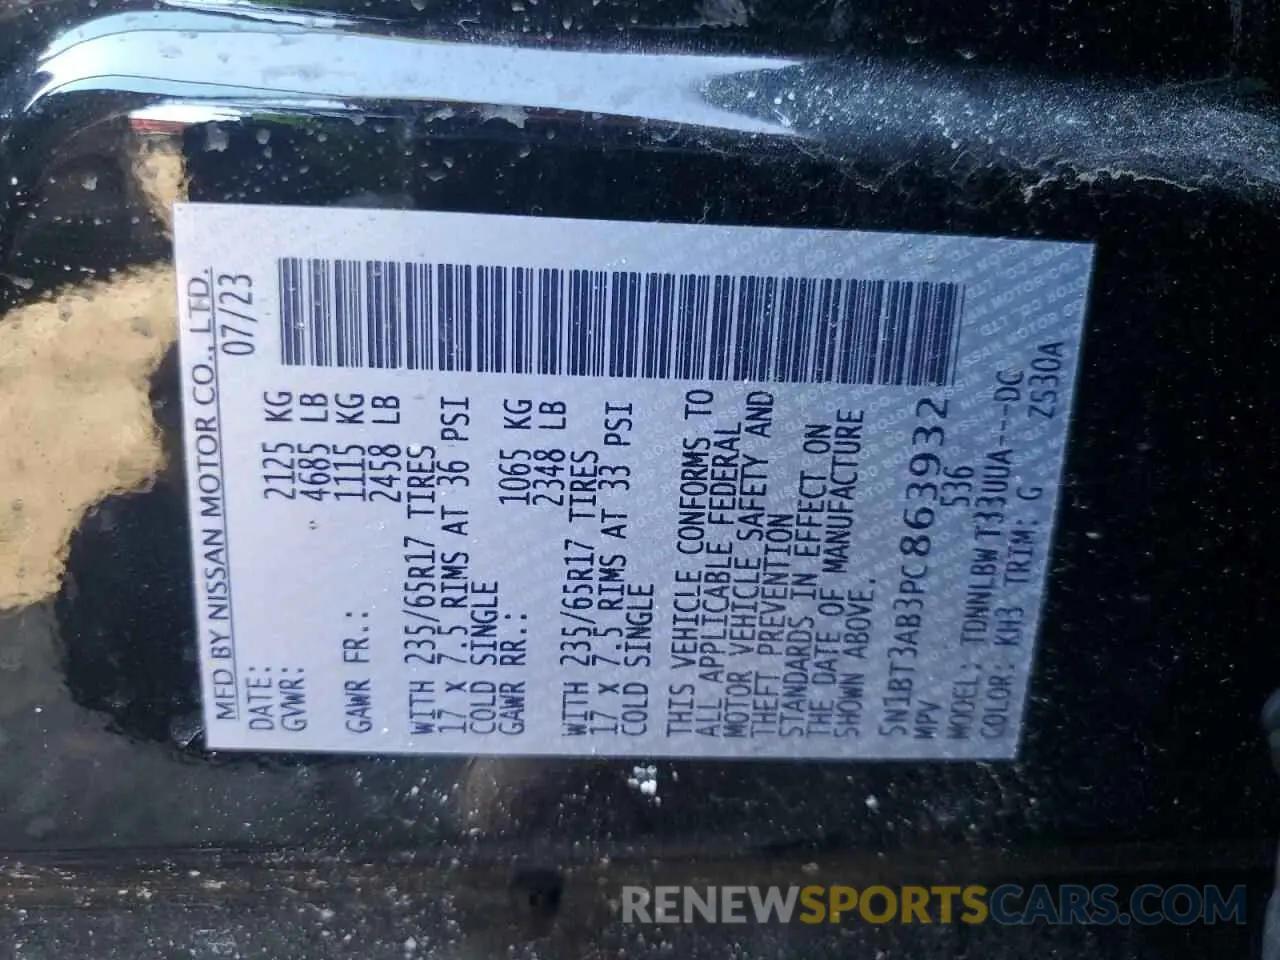 MFD BY NISSAN MOTOR CO., LTD.
DATE: 07/23
GVWR: 2125 KG
4685 LB
GAWR FR.: 1115 KG
2458 LB
WITH 235/65R17 TIRES
17 X 7.5 RIMS AT 36 PSI
COLD SINGLE
GAWR RR.: 1065 KG
2348 LB
WITH 235/65R17 TIRES
17 X 7.5 RIMS AT 33 PSI
COLD SINGLE
THIS VEHICLE CONFORMS TO
ALL APPLICABLE FEDERAL
MOTOR VEHICLE SAFETY AND
THEFT PREVENTION
STANDARDS IN EFFECT ON
THE DATE OF MANUFACTURE
SHOWN ABOVE.
5N1BT3AB3PC863932
MPV 536
MODEL: TDNNLBW T33UUA---DC
COLOR: KH3 TRIM: G Z530A
RENEWSPORTSCARS.COM